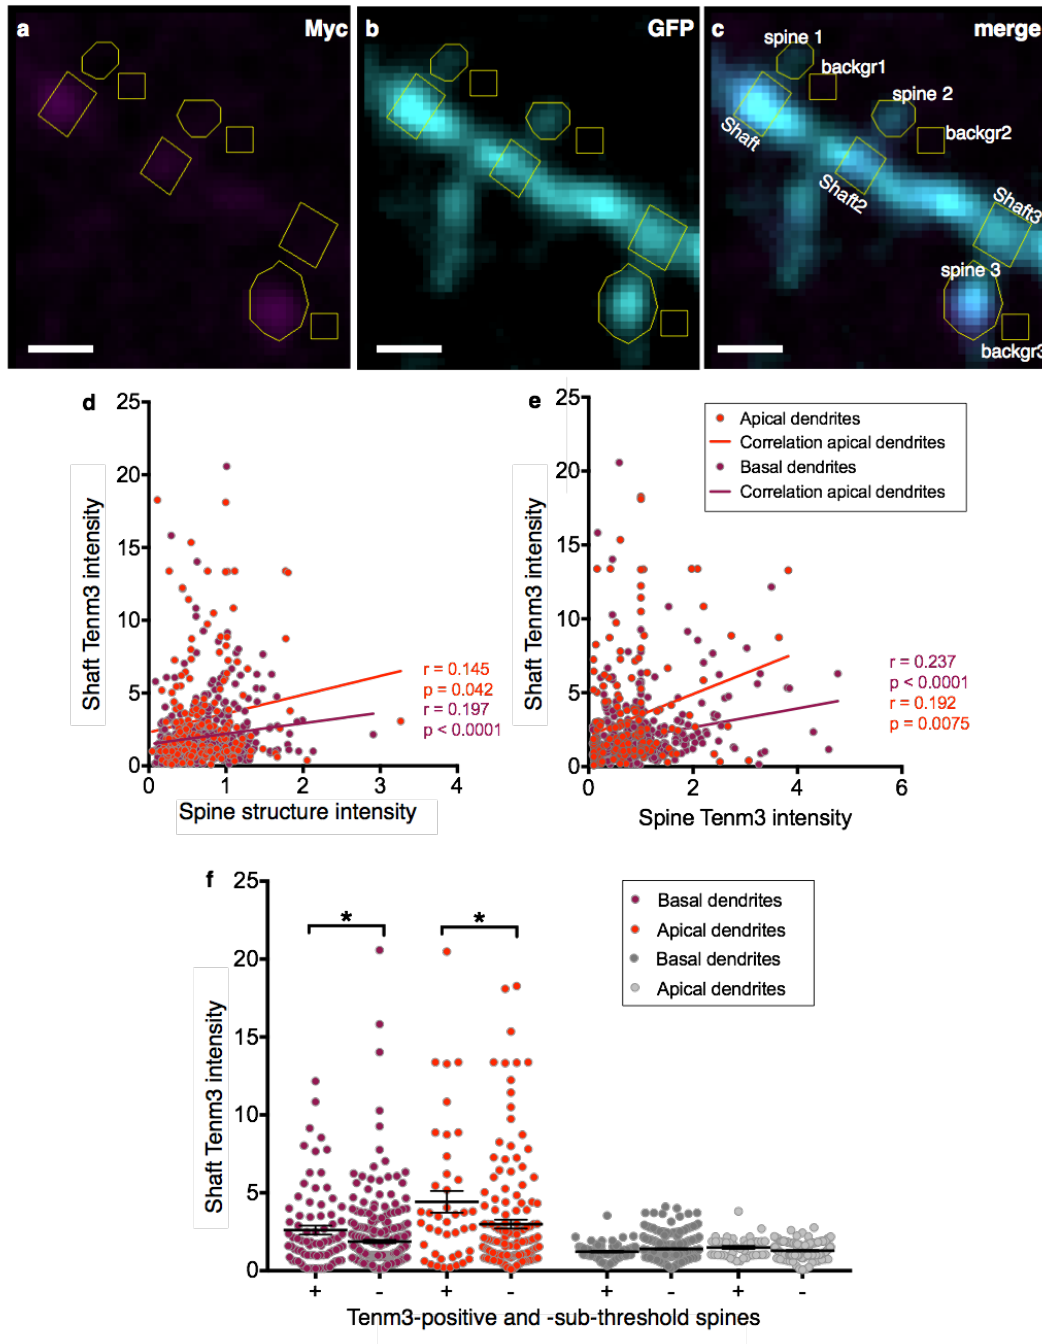 a Myc
b GFP
c merge
spine 1
backgr1
spine 2
backgr2
Shaft
Shaft2
Shaft3
spine 3
backgr3
d
25
20
15
10
5
0
0 1 2 3 4
Shaft Tenm3 intensity
Spine structure intensity
r = 0.145
p = 0.042
r = 0.197
p < 0.0001
e
25
20
15
10
5
0
0 2 4 6
Shaft Tenm3 intensity
Spine Tenm3 intensity
Apical dendrites
Correlation apical dendrites
Basal dendrites
Correlation apical dendrites
r = 0.237
p < 0.0001
r = 0.192
p = 0.0075
f
25
20
15
10
5
0
Shaft Tenm3 intensity
* *
Basal dendrites
Apical dendrites
Basal dendrites
Apical dendrites
+ - + - + - + -
Tenm3-positive and -sub-threshold spines